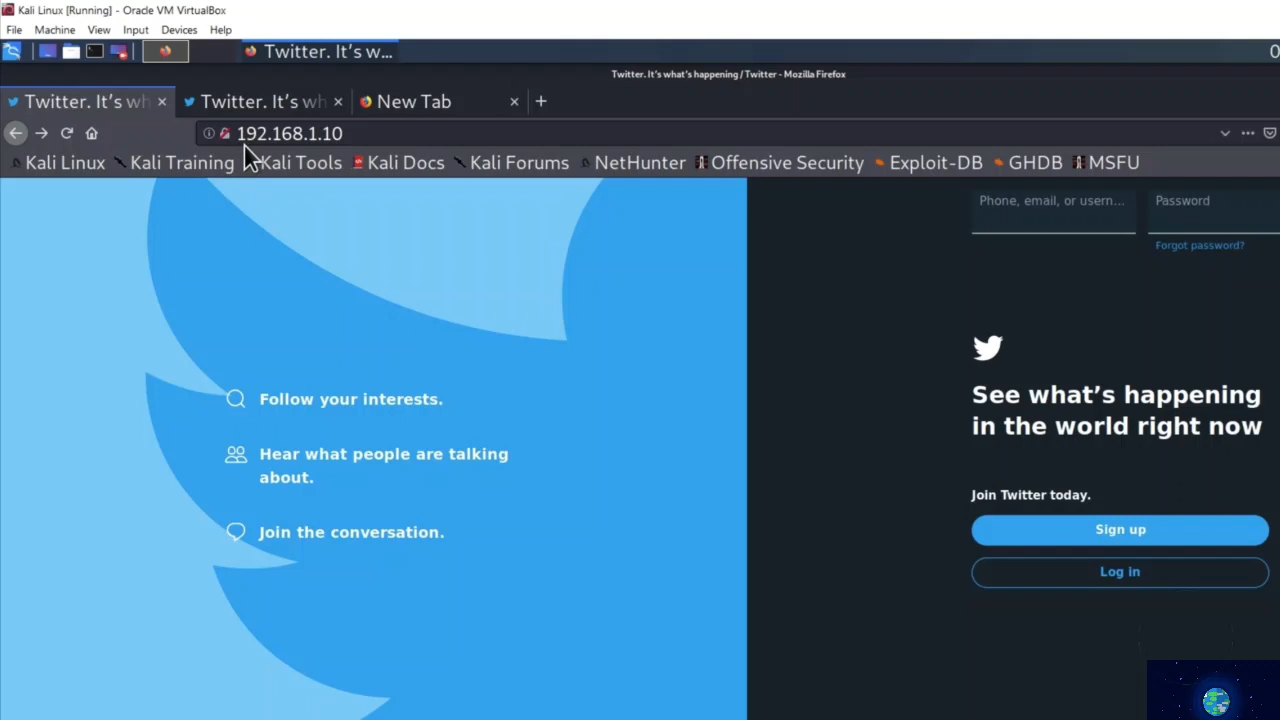 Kali Linux [Running] - Oracle VM VirtualBox
File Machine View Input Devices Help
Twitter. It's w...
0
Twitter. It's what's happening / Twitter - Mozilla Firefox
Twitter. It's wh
Twitter. It's wh
New Tab
192.168.1.10
Kali Linux Kali Training Kali Tools Kali Docs Kali Forums NetHunter Offensive Security Exploit-DB GHDB MSFU
Phone, email, or usern... Password
Forgot password?
Follow your interests.
Hear what people are talking
about.
Join the conversation.
See what's happening
in the world right now
Join Twitter today.
Sign up
Log in